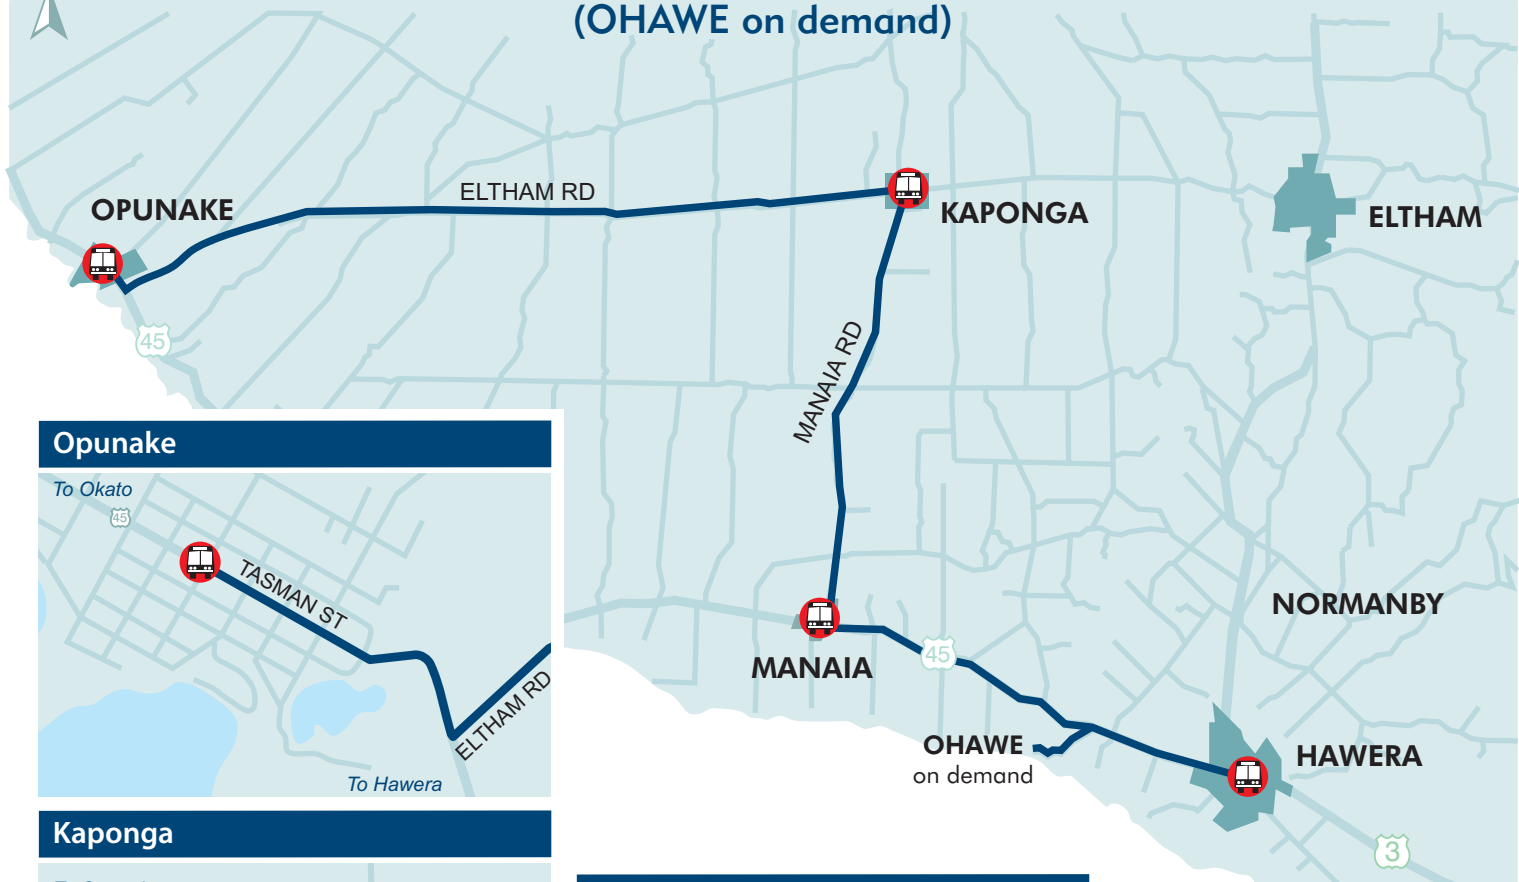 (OHAWE on demand)
ELTHAM RD
OPUNAKE
KAPONGA
ELTHAM
45
MANAIA RD
Opunake
To Okato
45
TASMAN ST
ELTHAM RD
To Hawera
NORMANBY
45
MANAIA
OHAWE
on demand
HAWERA
3
Kaponga